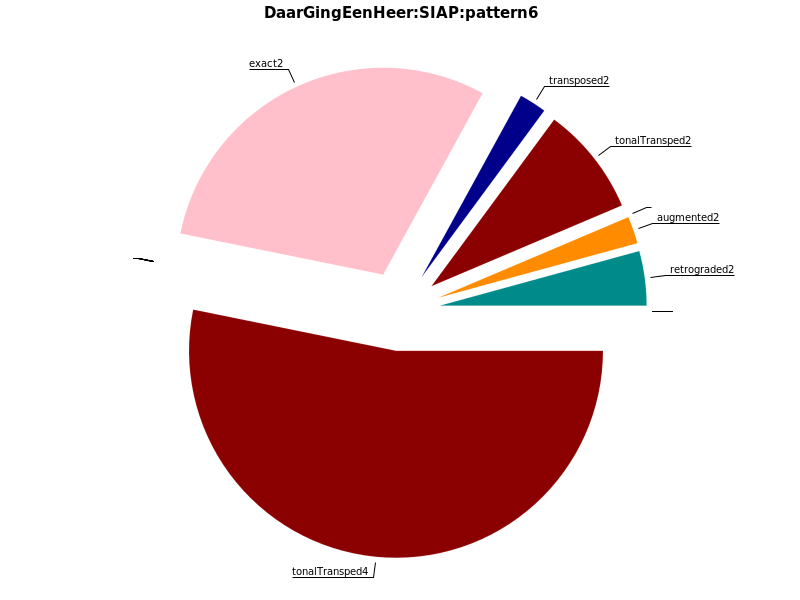 DaarGingEenHeer:SIAP:pattern6
exact2
transposed2
tonalTransped2
augmented2
retrograded2
tonalTransped4